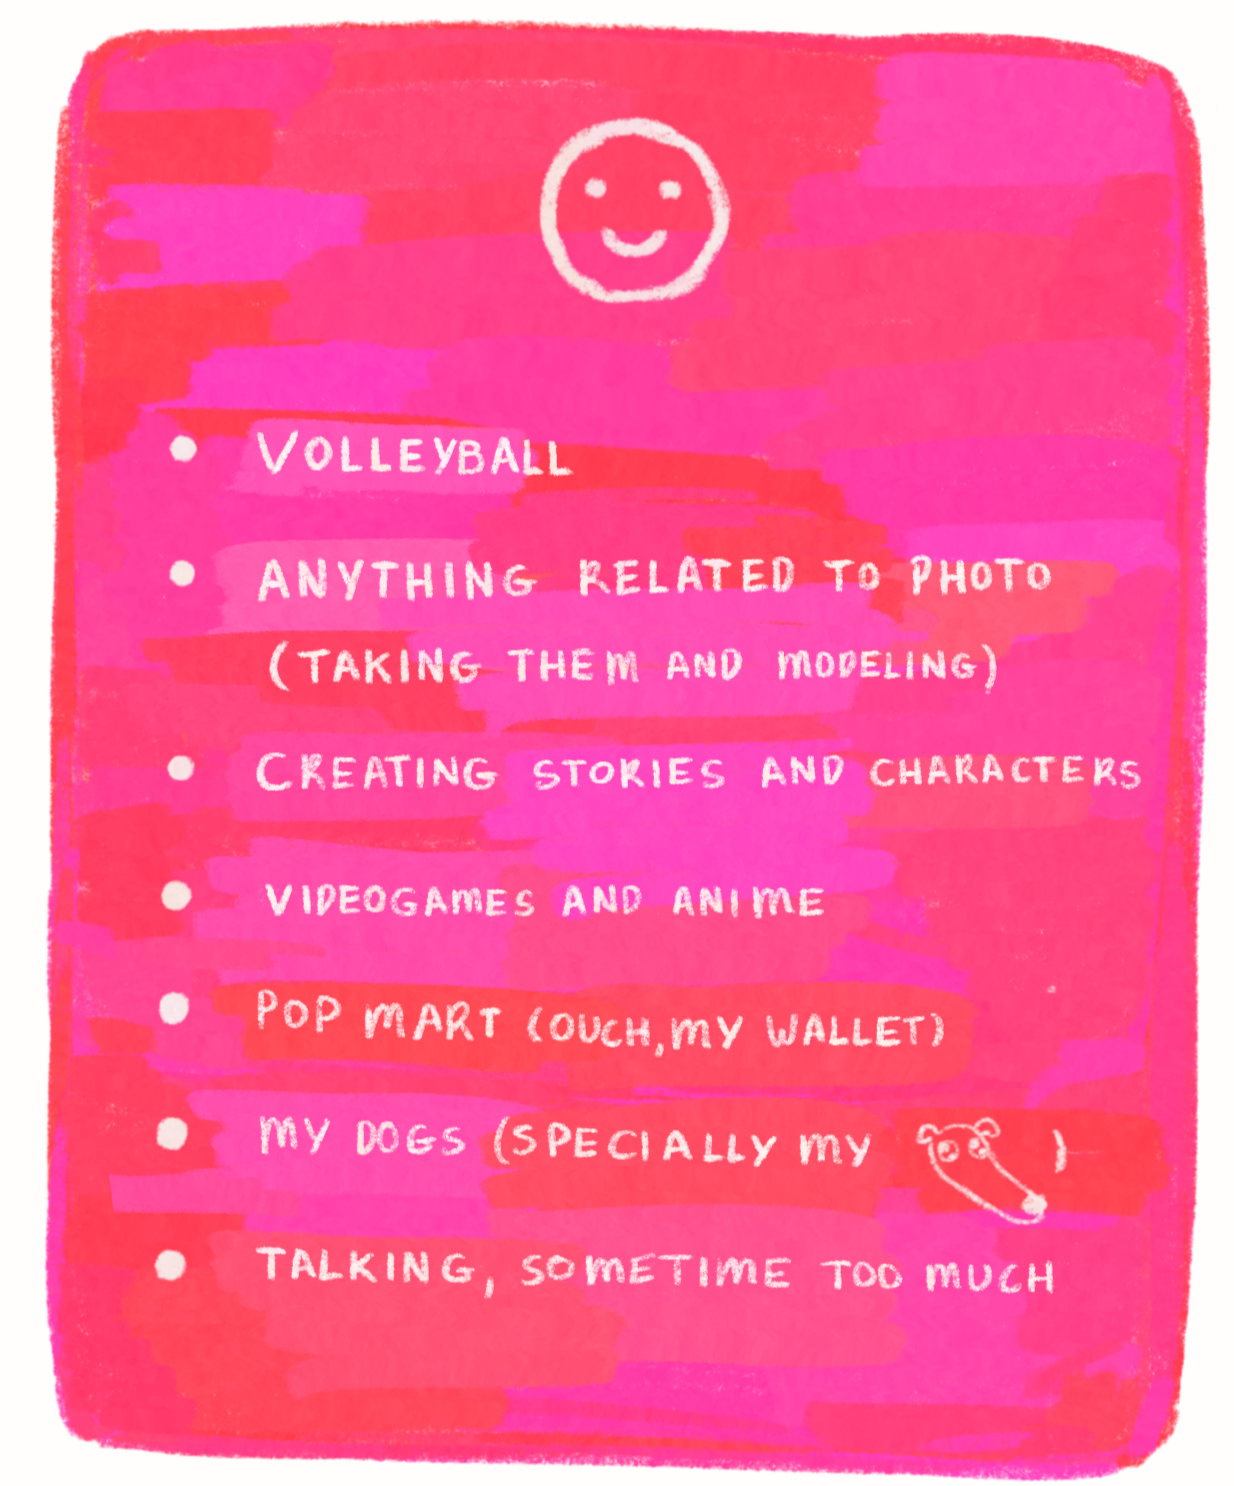 VOLLEYBALL
ANYTHING RELATED TO PHOTO
(TAKING THEM AND MODELING)
CREATING STORIES AND CHARACTERS
VIDEOGAMES AND ANIME
POP MART (OUCH, MY WALLET)
MY DOGS (SPECIALLY MY )
TALKING, SOMETIME TOO MUCH